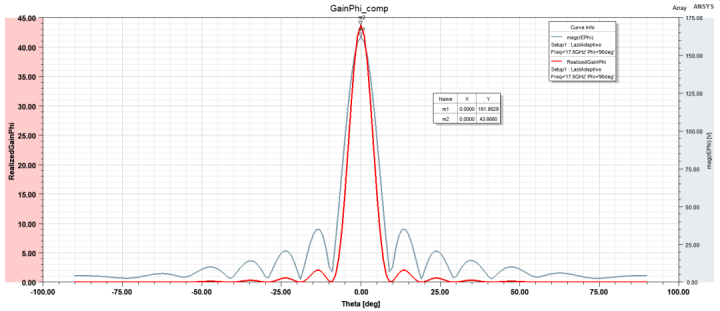 GainPhi_comp
Array ANSYS
Curve Info
mag(rEPhi)
Setup1 : LastAdaptive
Freq='17.5GHz' Phi='90deg'
RealizedGainPhi
Setup1 : LastAdaptive
Freq='17.5GHz' Phi='90deg'
Name X Y
m1 0.0000 161.8629
m2 0.0000 43.6660
m2
RealizedGainPhi
45.00
40.00
35.00
30.00
25.00
20.00
15.00
10.00
5.00
0.00
175.00
150.00
125.00
100.00
75.00
50.00
25.00
0.00
mag(rEPhi) [V]
-100.00 -75.00 -50.00 -25.00 0.00 25.00 50.00 75.00 100.00
Theta [deg]